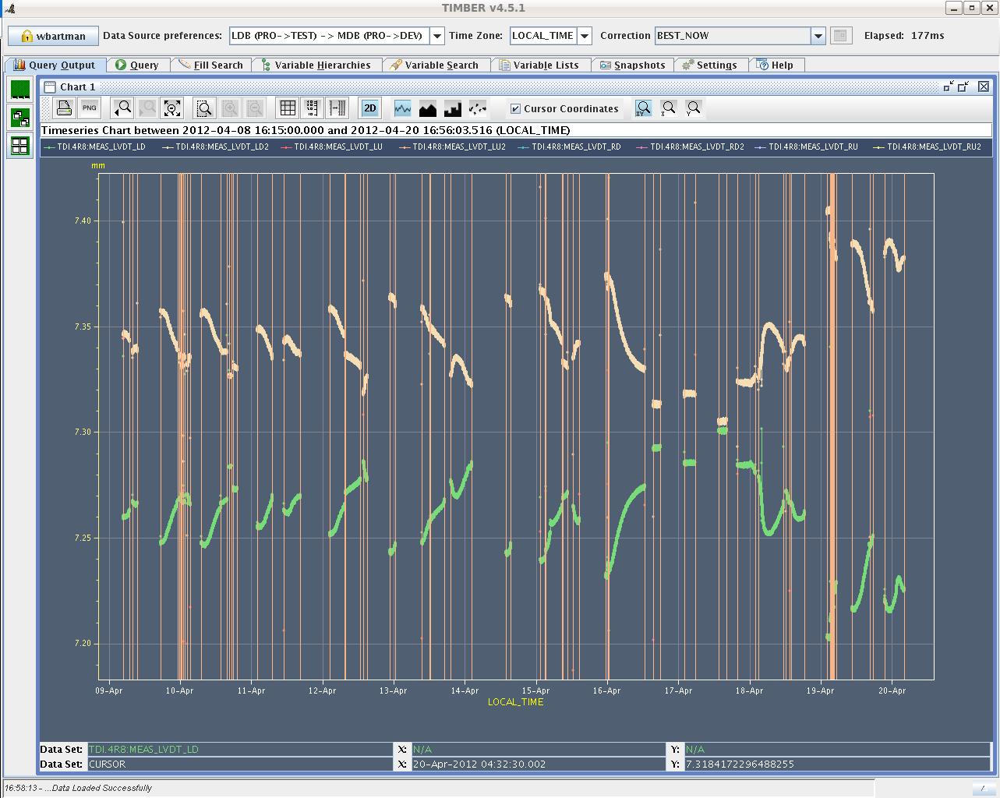 TIMBER v4.5.1
wbartman Data Source preferences: LDB (PRO->TEST) -> MDB (PRO->DEV) Time Zone: LOCAL_TIME Correction BEST_NOW Elapsed: 177ms
Query Output Query Fill Search Variable Hierarchies Variable Search Variable Lists Snapshots Settings Help
Chart 1
PNG 2D Cursor Coordinates XY X Y
Timeseries Chart between 2012-04-08 16:15:00.000 and 2012-04-20 16:56:03.516 (LOCAL_TIME)
TDI.4R8:MEAS_LVDT_LD TDI.4R8:MEAS_LVDT_LD2 TDI.4R8:MEAS_LVDT_LU TDI.4R8:MEAS_LVDT_LU2 TDI.4R8:MEAS_LVDT_RD TDI.4R8:MEAS_LVDT_RD2 TDI.4R8:MEAS_LVDT_RU TDI.4R8:MEAS_LVDT_RU2
mm
7.40
7.35
7.30
7.25
7.20
09-Apr 10-Apr 11-Apr 12-Apr 13-Apr 14-Apr 15-Apr 16-Apr 17-Apr 18-Apr 19-Apr 20-Apr
LOCAL_TIME
Data Set: TDI.4R8:MEAS_LVDT_LD X: N/A Y: N/A
Data Set: CURSOR X: 20-Apr-2012 04:32:30.002 Y: 7.3184172296488255
16:58:13 - ...Data Loaded Successfully